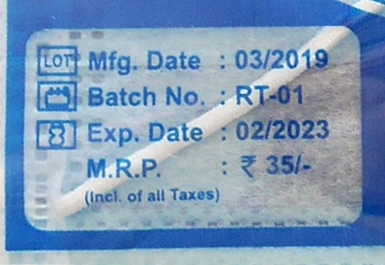 LOT Mfg. Date : 03/2019
Batch No. : RT-01
Exp. Date : 02/2023
M.R.P. : ₹ 35/-
(Incl. of all Taxes)